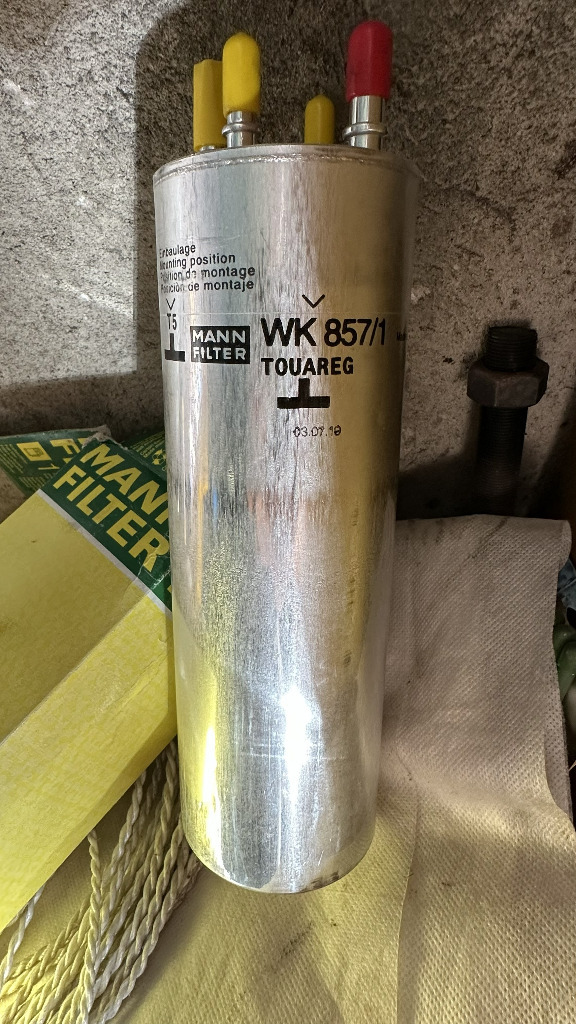 Einbaulage
Mounting position
Position de montage
Posición de montaje
T5
MANN
FILTER
WK 857/1
TOUAREG
03.07.19
MANN
FILTER